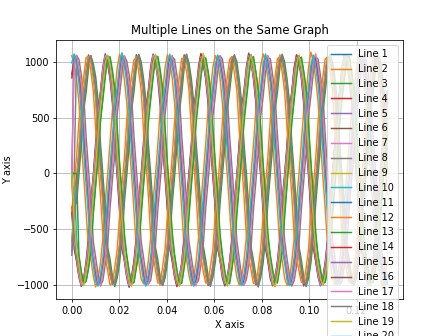 Multiple Lines on the Same Graph
Y axis
1000
500
0
−500
−1000
0.00
0.02
0.04
0.06
0.08
0.10
X axis
Line 1
Line 2
Line 3
Line 4
Line 5
Line 6
Line 7
Line 8
Line 9
Line 10
Line 11
Line 12
Line 13
Line 14
Line 15
Line 16
Line 17
Line 18
Line 19
Line 20